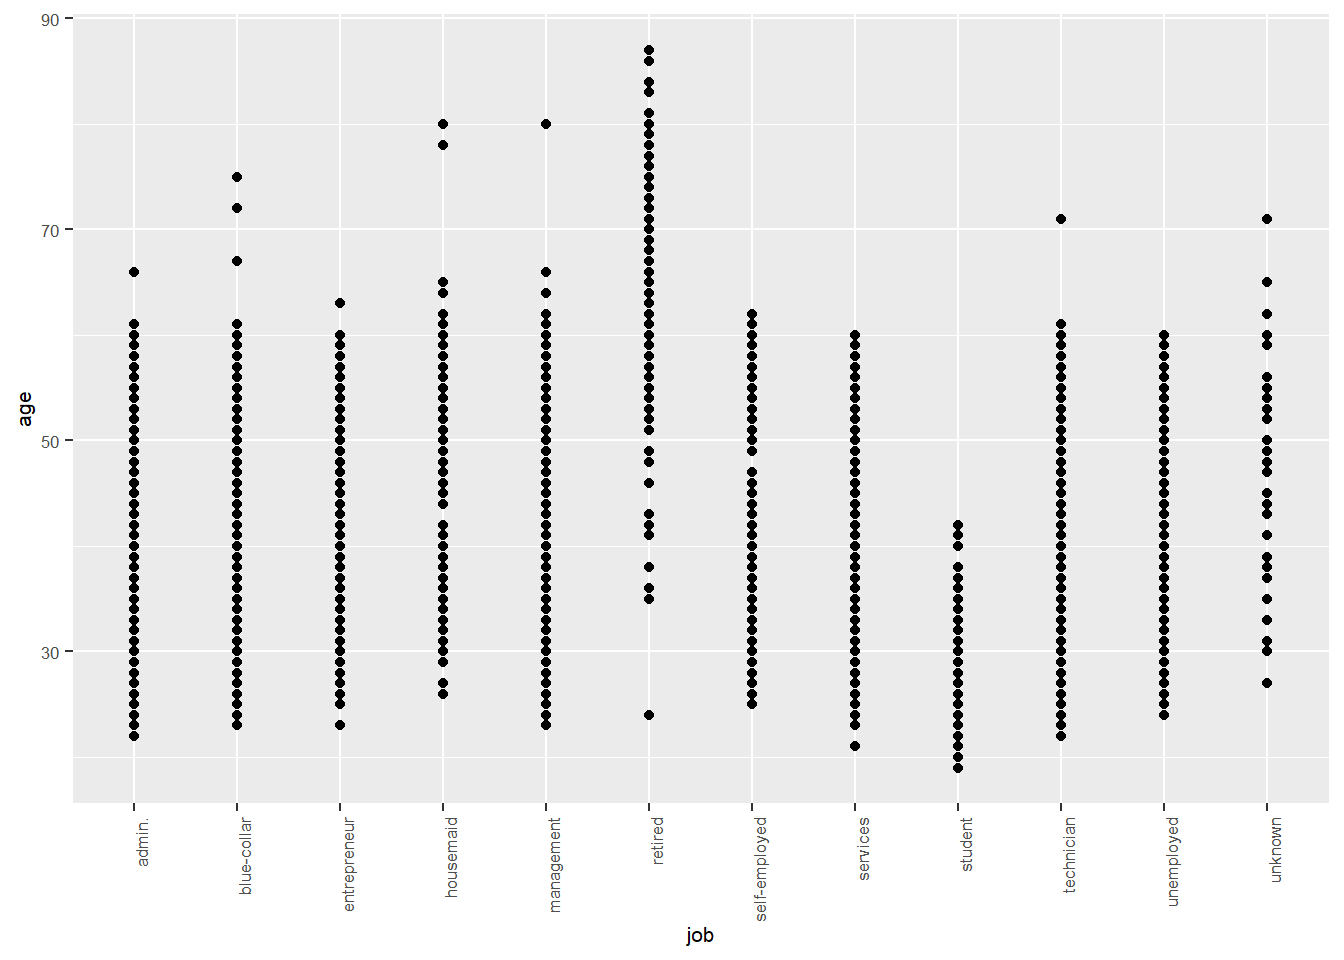 90
70
50
30
age
admin.
blue-collar
entrepreneur
housemaid
management
retired
self-employed
services
student
technician
unemployed
unknown
job